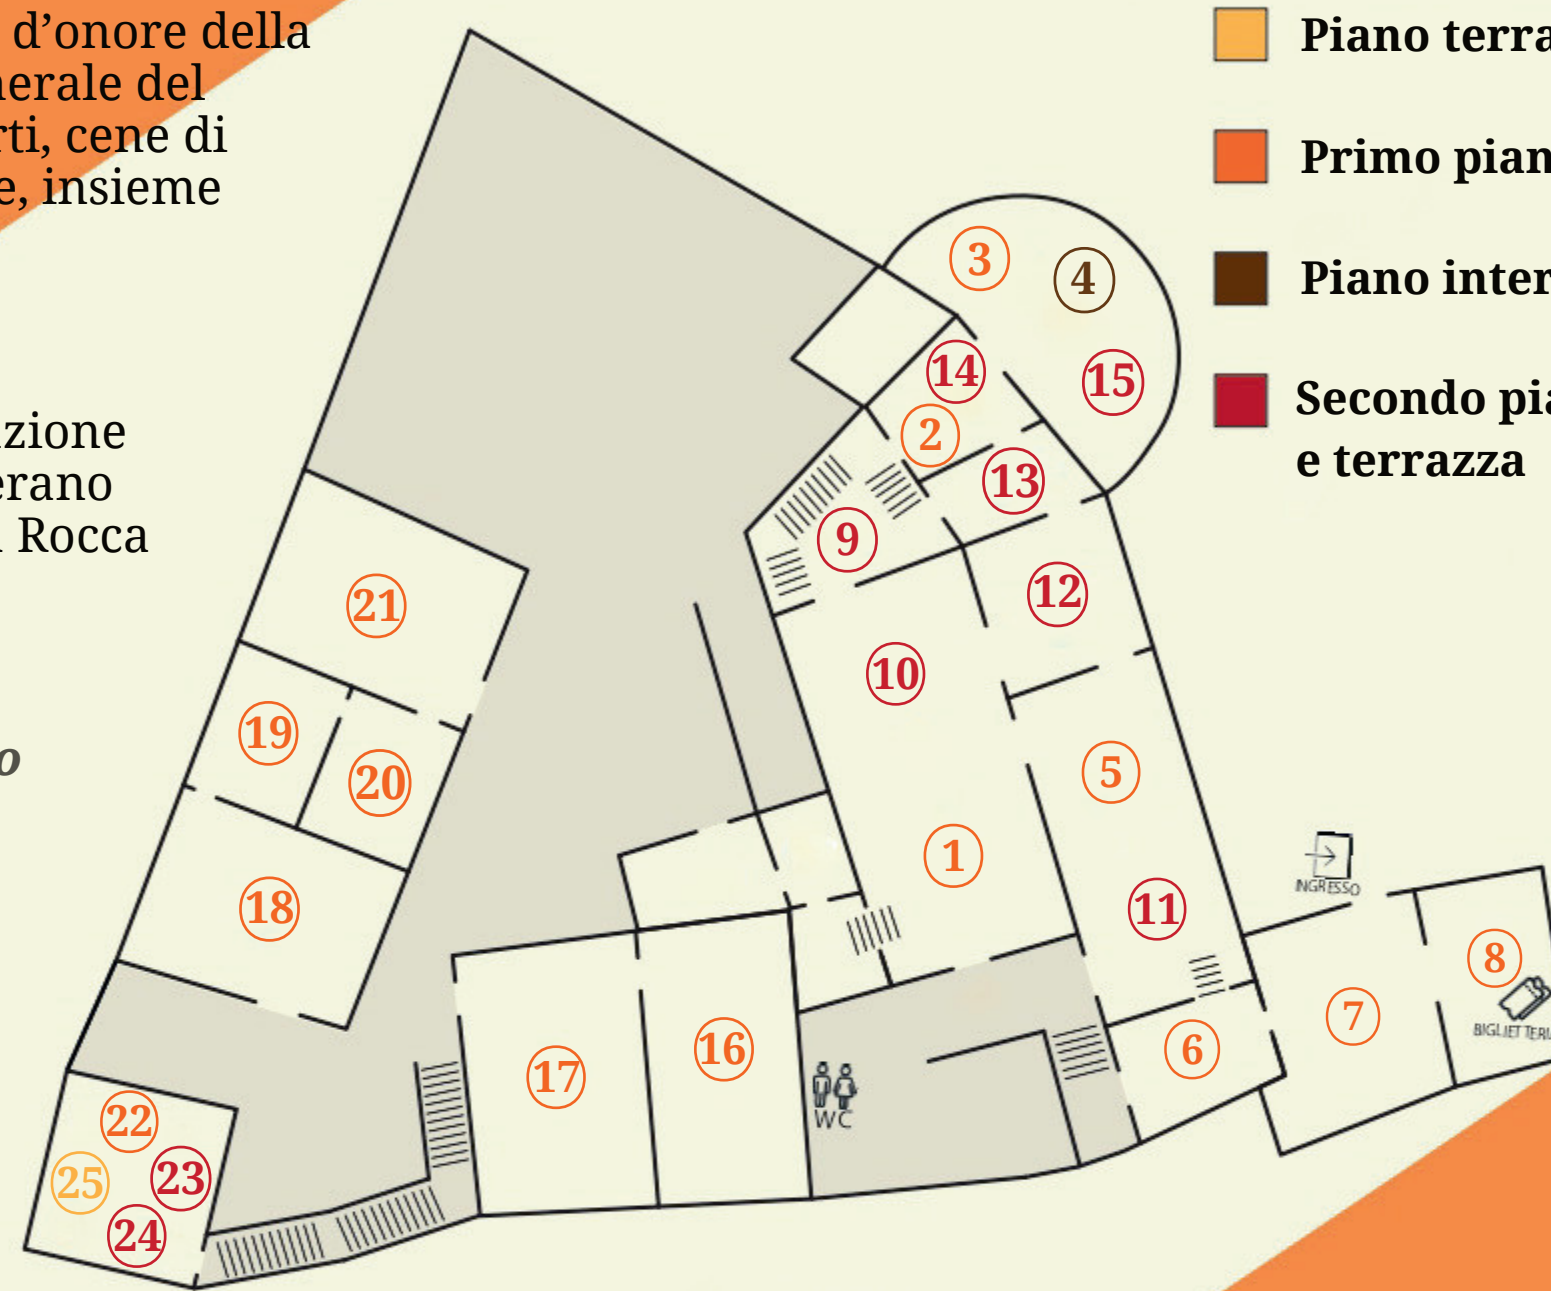 d’onore della
nerale del
rti, cene di
e, insieme
zione
erano
Rocca
o
Piano terra
Primo pian
Piano inter
Secondo pia
e terrazza
3
4
14
15
2
13
9
12
21
10
19
20
5
1
18
11
INGRESSO
8
BIGLIETTERI
7
6
16
17
WC
22
25
23
24